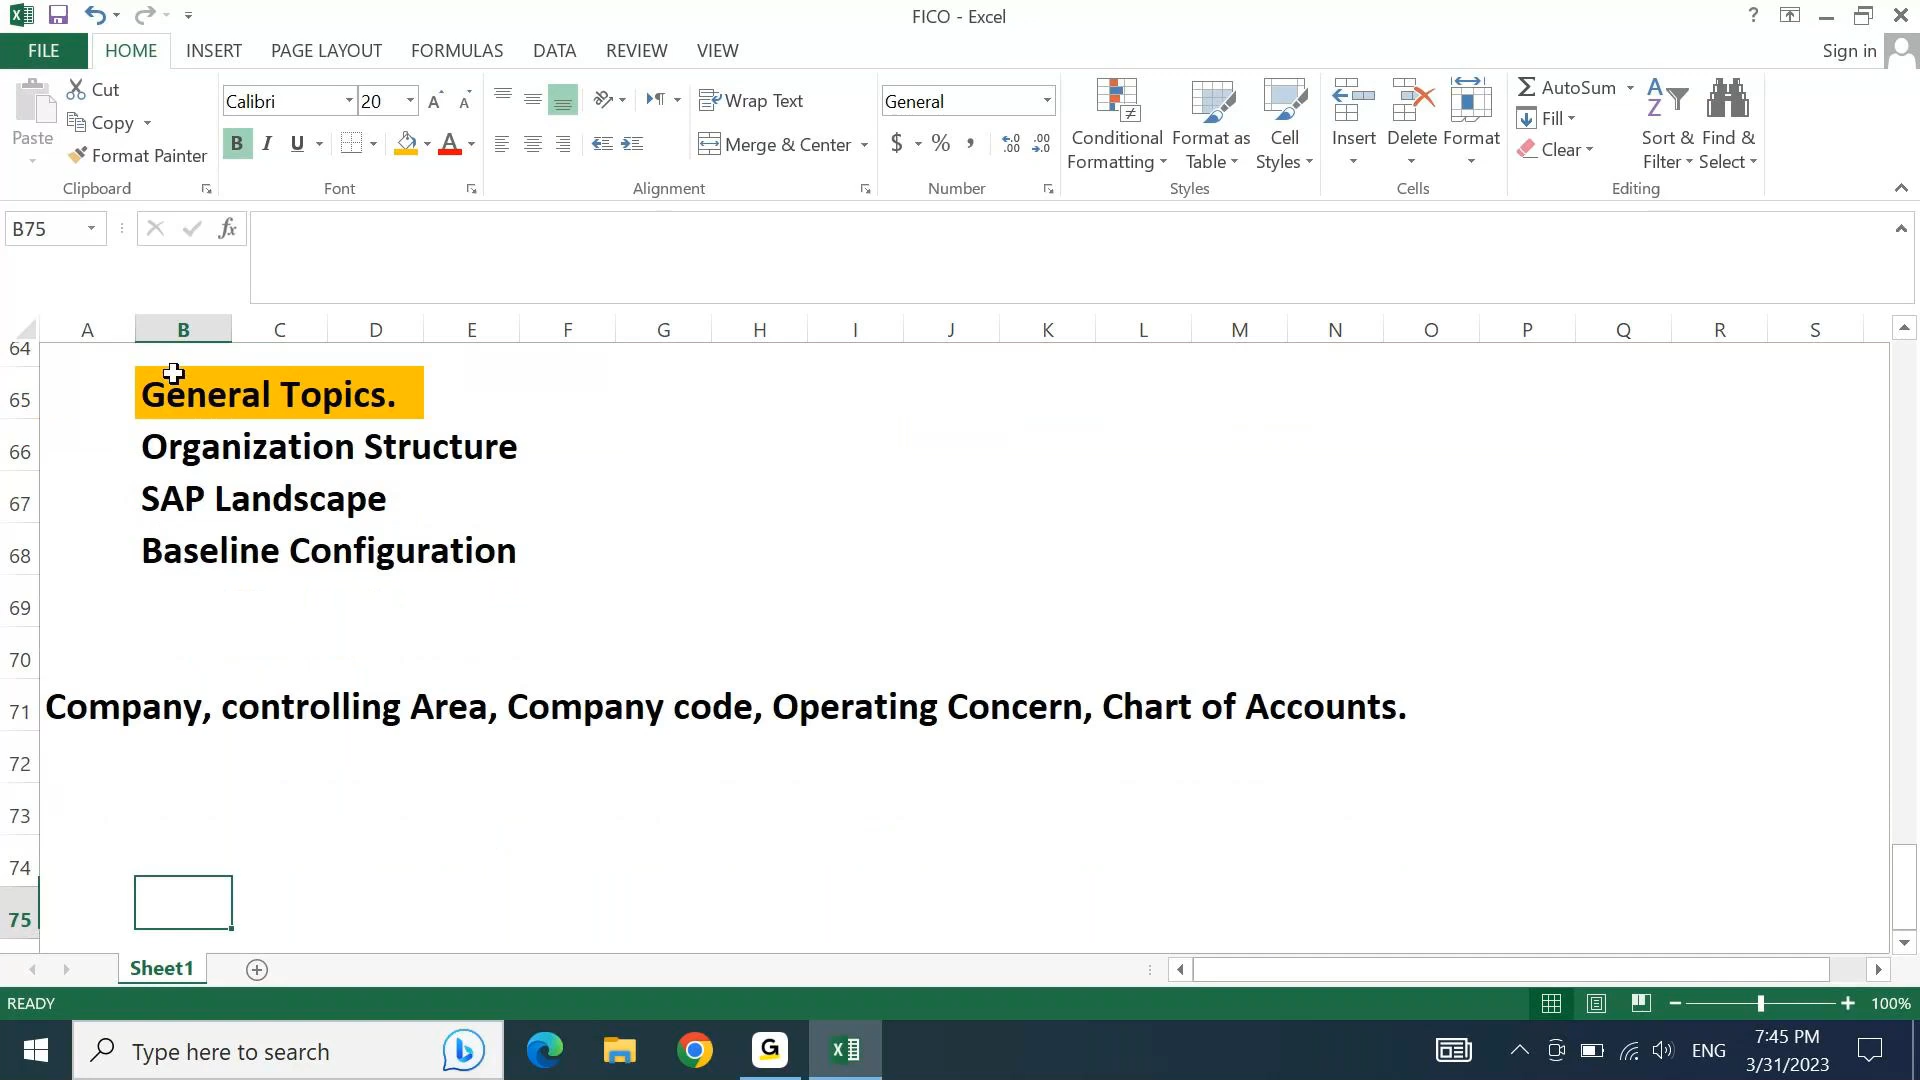 FICO - Excel
?
FILE HOME INSERT PAGE LAYOUT FORMULAS DATA REVIEW VIEW Sign in
Paste Cut Copy Format Painter Clipboard
Calibri 20 B I U A Font
Wrap Text
Merge & Center
Alignment
General
$ % , .00 .00
Number
Conditional Formatting Format as Table Cell Styles
Styles
Insert Delete Format
Cells
AutoSum
Fill
Clear
Sort & Filter Find & Select
Editing
B75 fx
A B C D E F G H I J K L M N O P Q R S
64
65 General Topics.
66 Organization Structure
67 SAP Landscape
68 Baseline Configuration
69
70
71 Company, controlling Area, Company code, Operating Concern, Chart of Accounts.
72
73
74
75
Sheet1
READY 100%
Type here to search ENG 7:45 PM
3/31/2023